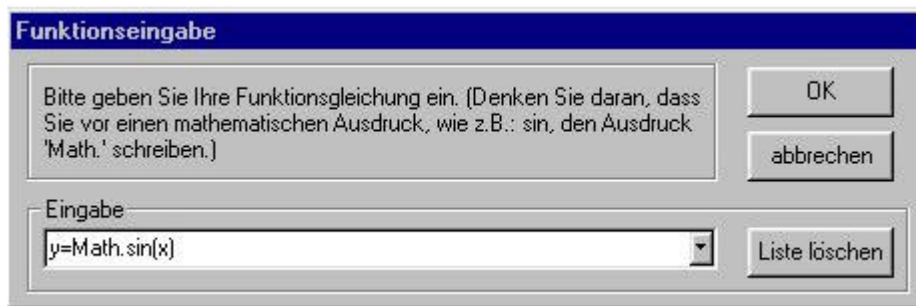 Funktionseingabe
Bitte geben Sie Ihre Funktionsgleichung ein. (Denken Sie daran, dass
Sie vor einen mathematischen Ausdruck, wie z.B.: sin, den Ausdruck
'Math.' schreiben.)
OK
abbrechen
Eingabe
y=Math.sin(x)
Liste löschen